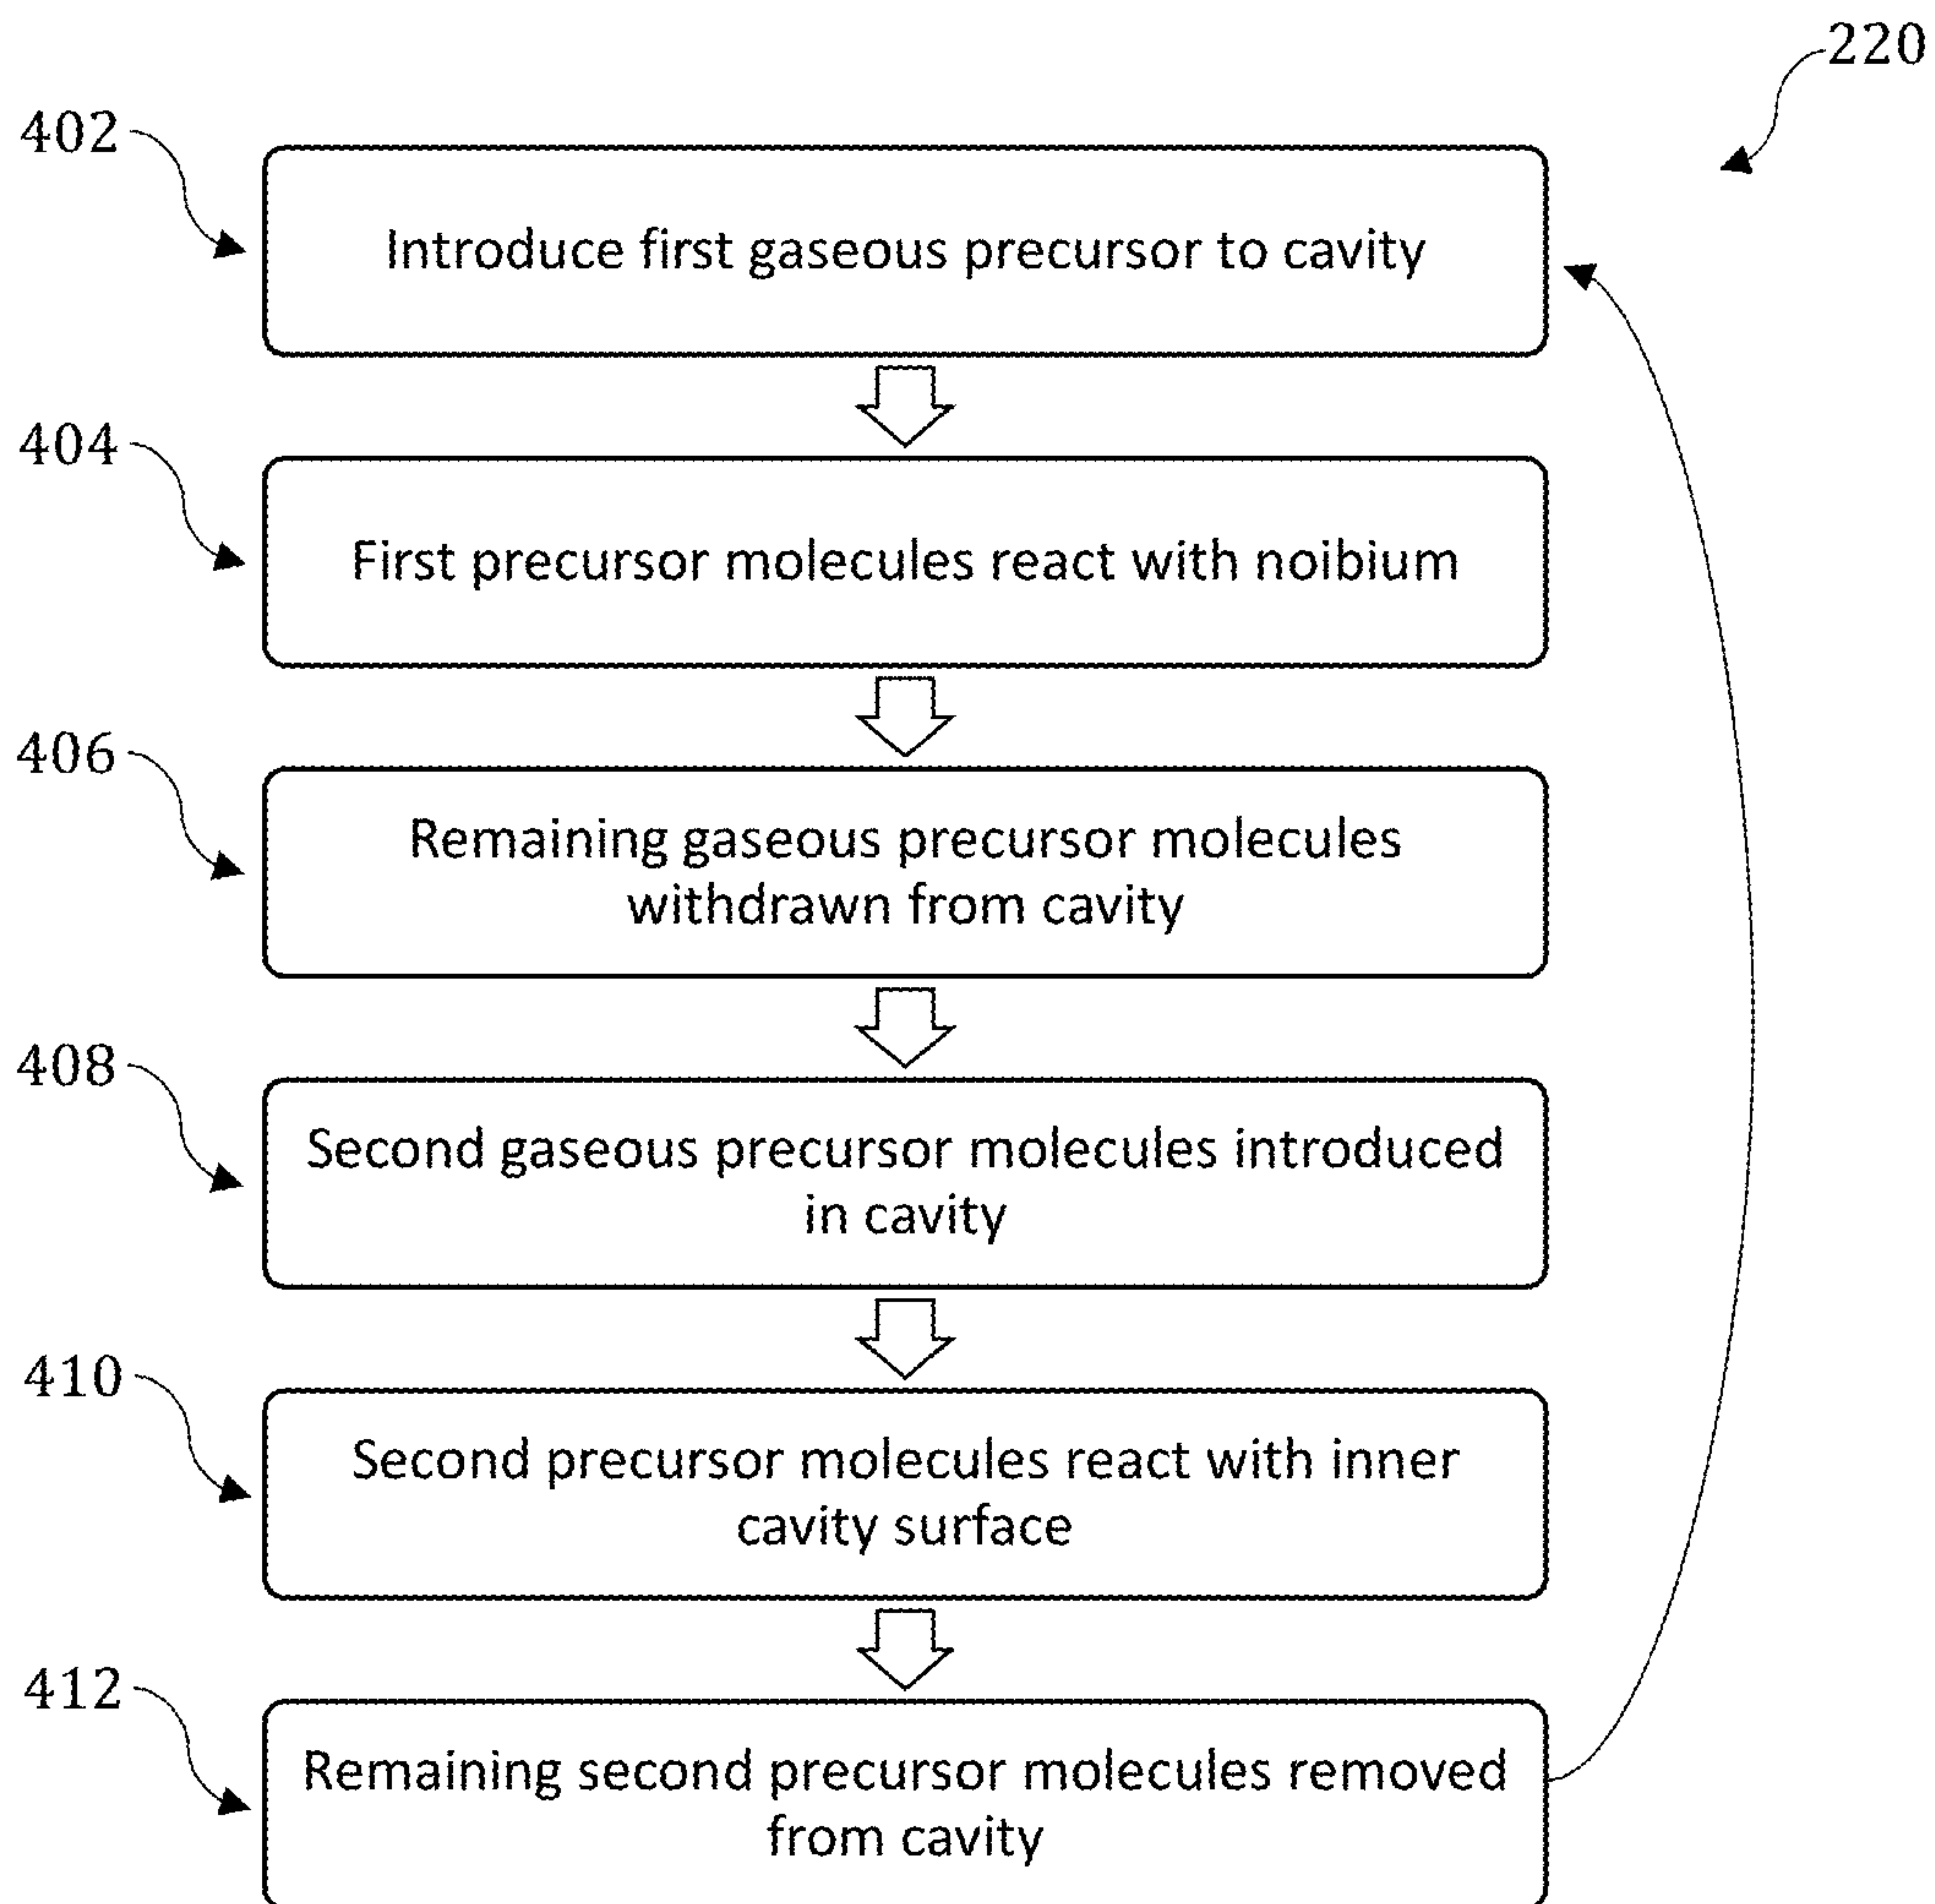 220
402
Introduce first gaseous precursor to cavity
404
First precursor molecules react with noibium
406
Remaining gaseous precursor molecules
withdrawn from cavity
408
Second gaseous precursor molecules introduced
in cavity
410
Second precursor molecules react with inner
cavity surface
412
Remaining second precursor molecules removed
from cavity